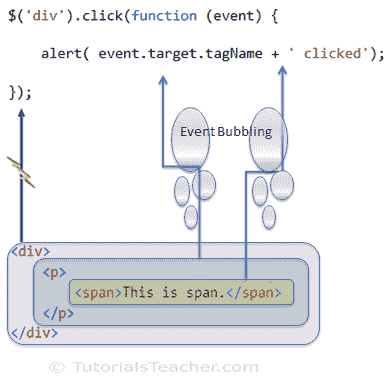 $('div').click(function (event) {
alert( event.target.tagName + ' clicked');
});
Event Bubbling
<div>
<p>
<span>This is span.</span>
</p>
</div>
© TutorialsTeacher.com